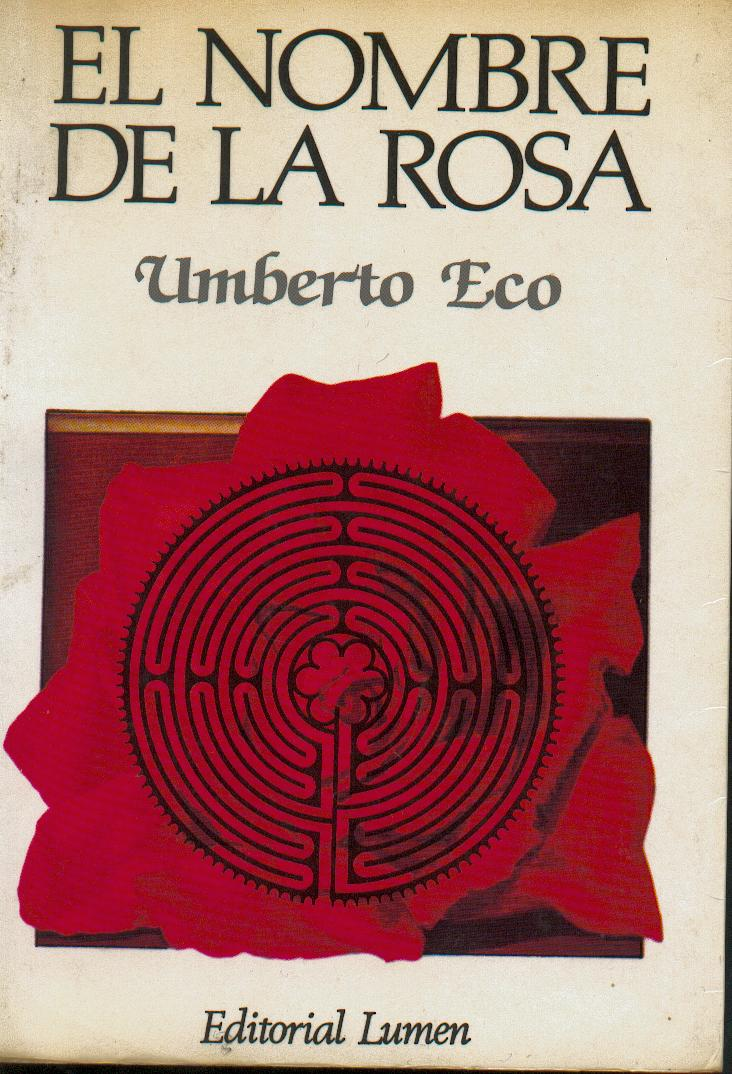 EL NOMBRE
DE LA ROSA
Umberto Eco
Editorial Lumen